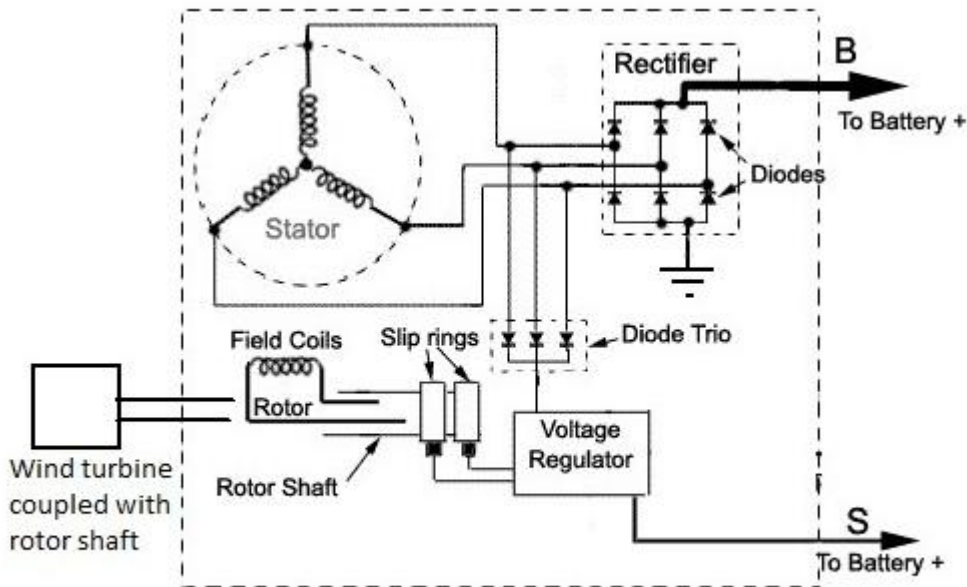 Rectifier
B
To Battery +
Diodes
Stator
Diode Trio
Field Coils
Slip rings
Rotor
Voltage
Regulator
Rotor Shaft
Wind turbine
coupled with
rotor shaft
S
To Battery +